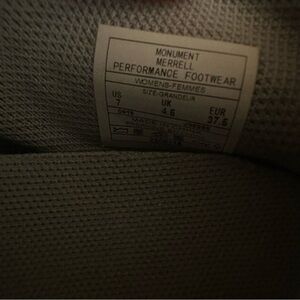 MONUMENT
MERRELL
PERFORMANCE FOOTWEAR
WOMENS-FEMMES
SIZE-GRANDEUR
US UK EUR
7 4.5 37.5